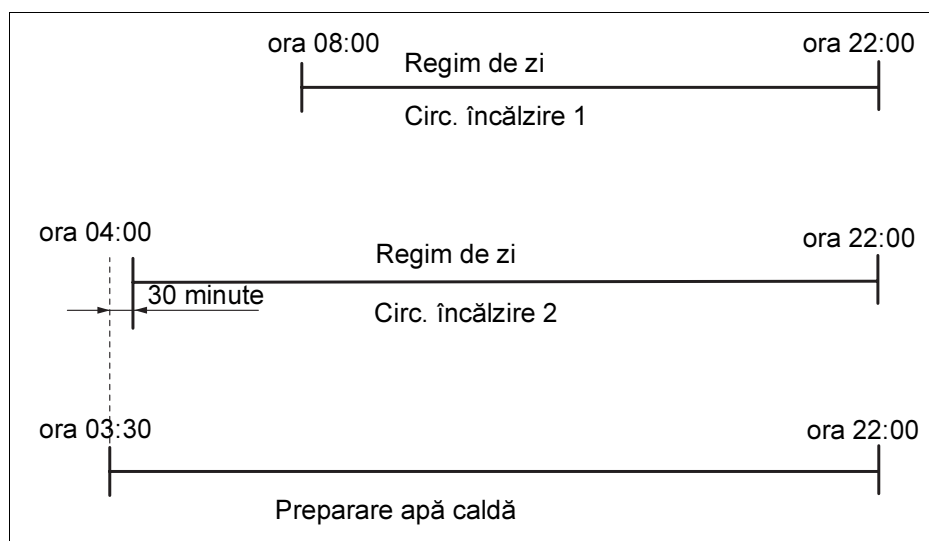 ora 08:00
ora 22:00
Regim de zi
Circ. încălzire 1
ora 04:00
ora 22:00
Regim de zi
30 minute
Circ. încălzire 2
ora 03:30
ora 22:00
Preparare apă caldă